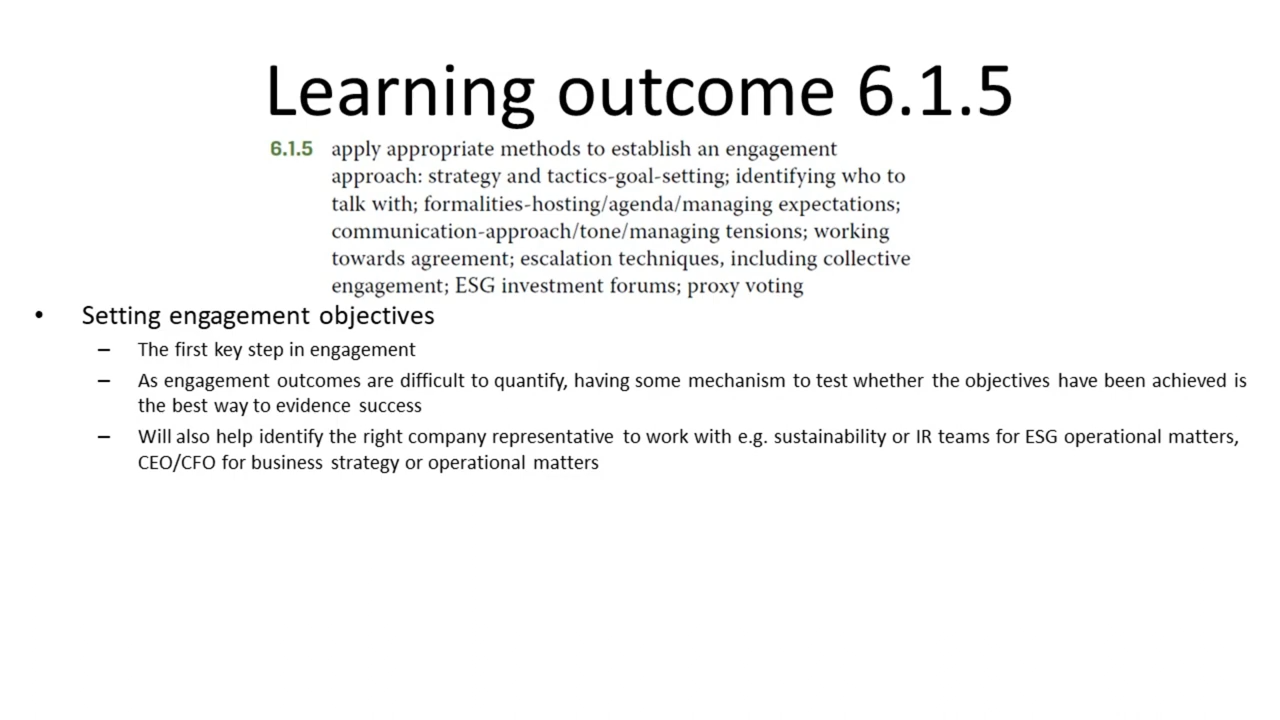 Learning outcome 6.1.5
6.1.5 apply appropriate methods to establish an engagement
approach: strategy and tactics-goal-setting; identifying who to
talk with; formalities-hosting/agenda/managing expectations;
communication-approach/tone/managing tensions; working
towards agreement; escalation techniques, including collective
engagement; ESG investment forums; proxy voting
• Setting engagement objectives
– The first key step in engagement
– As engagement outcomes are difficult to quantify, having some mechanism to test whether the objectives have been achieved is
the best way to evidence success
– Will also help identify the right company representative to work with e.g. sustainability or IR teams for ESG operational matters,
CEO/CFO for business strategy or operational matters